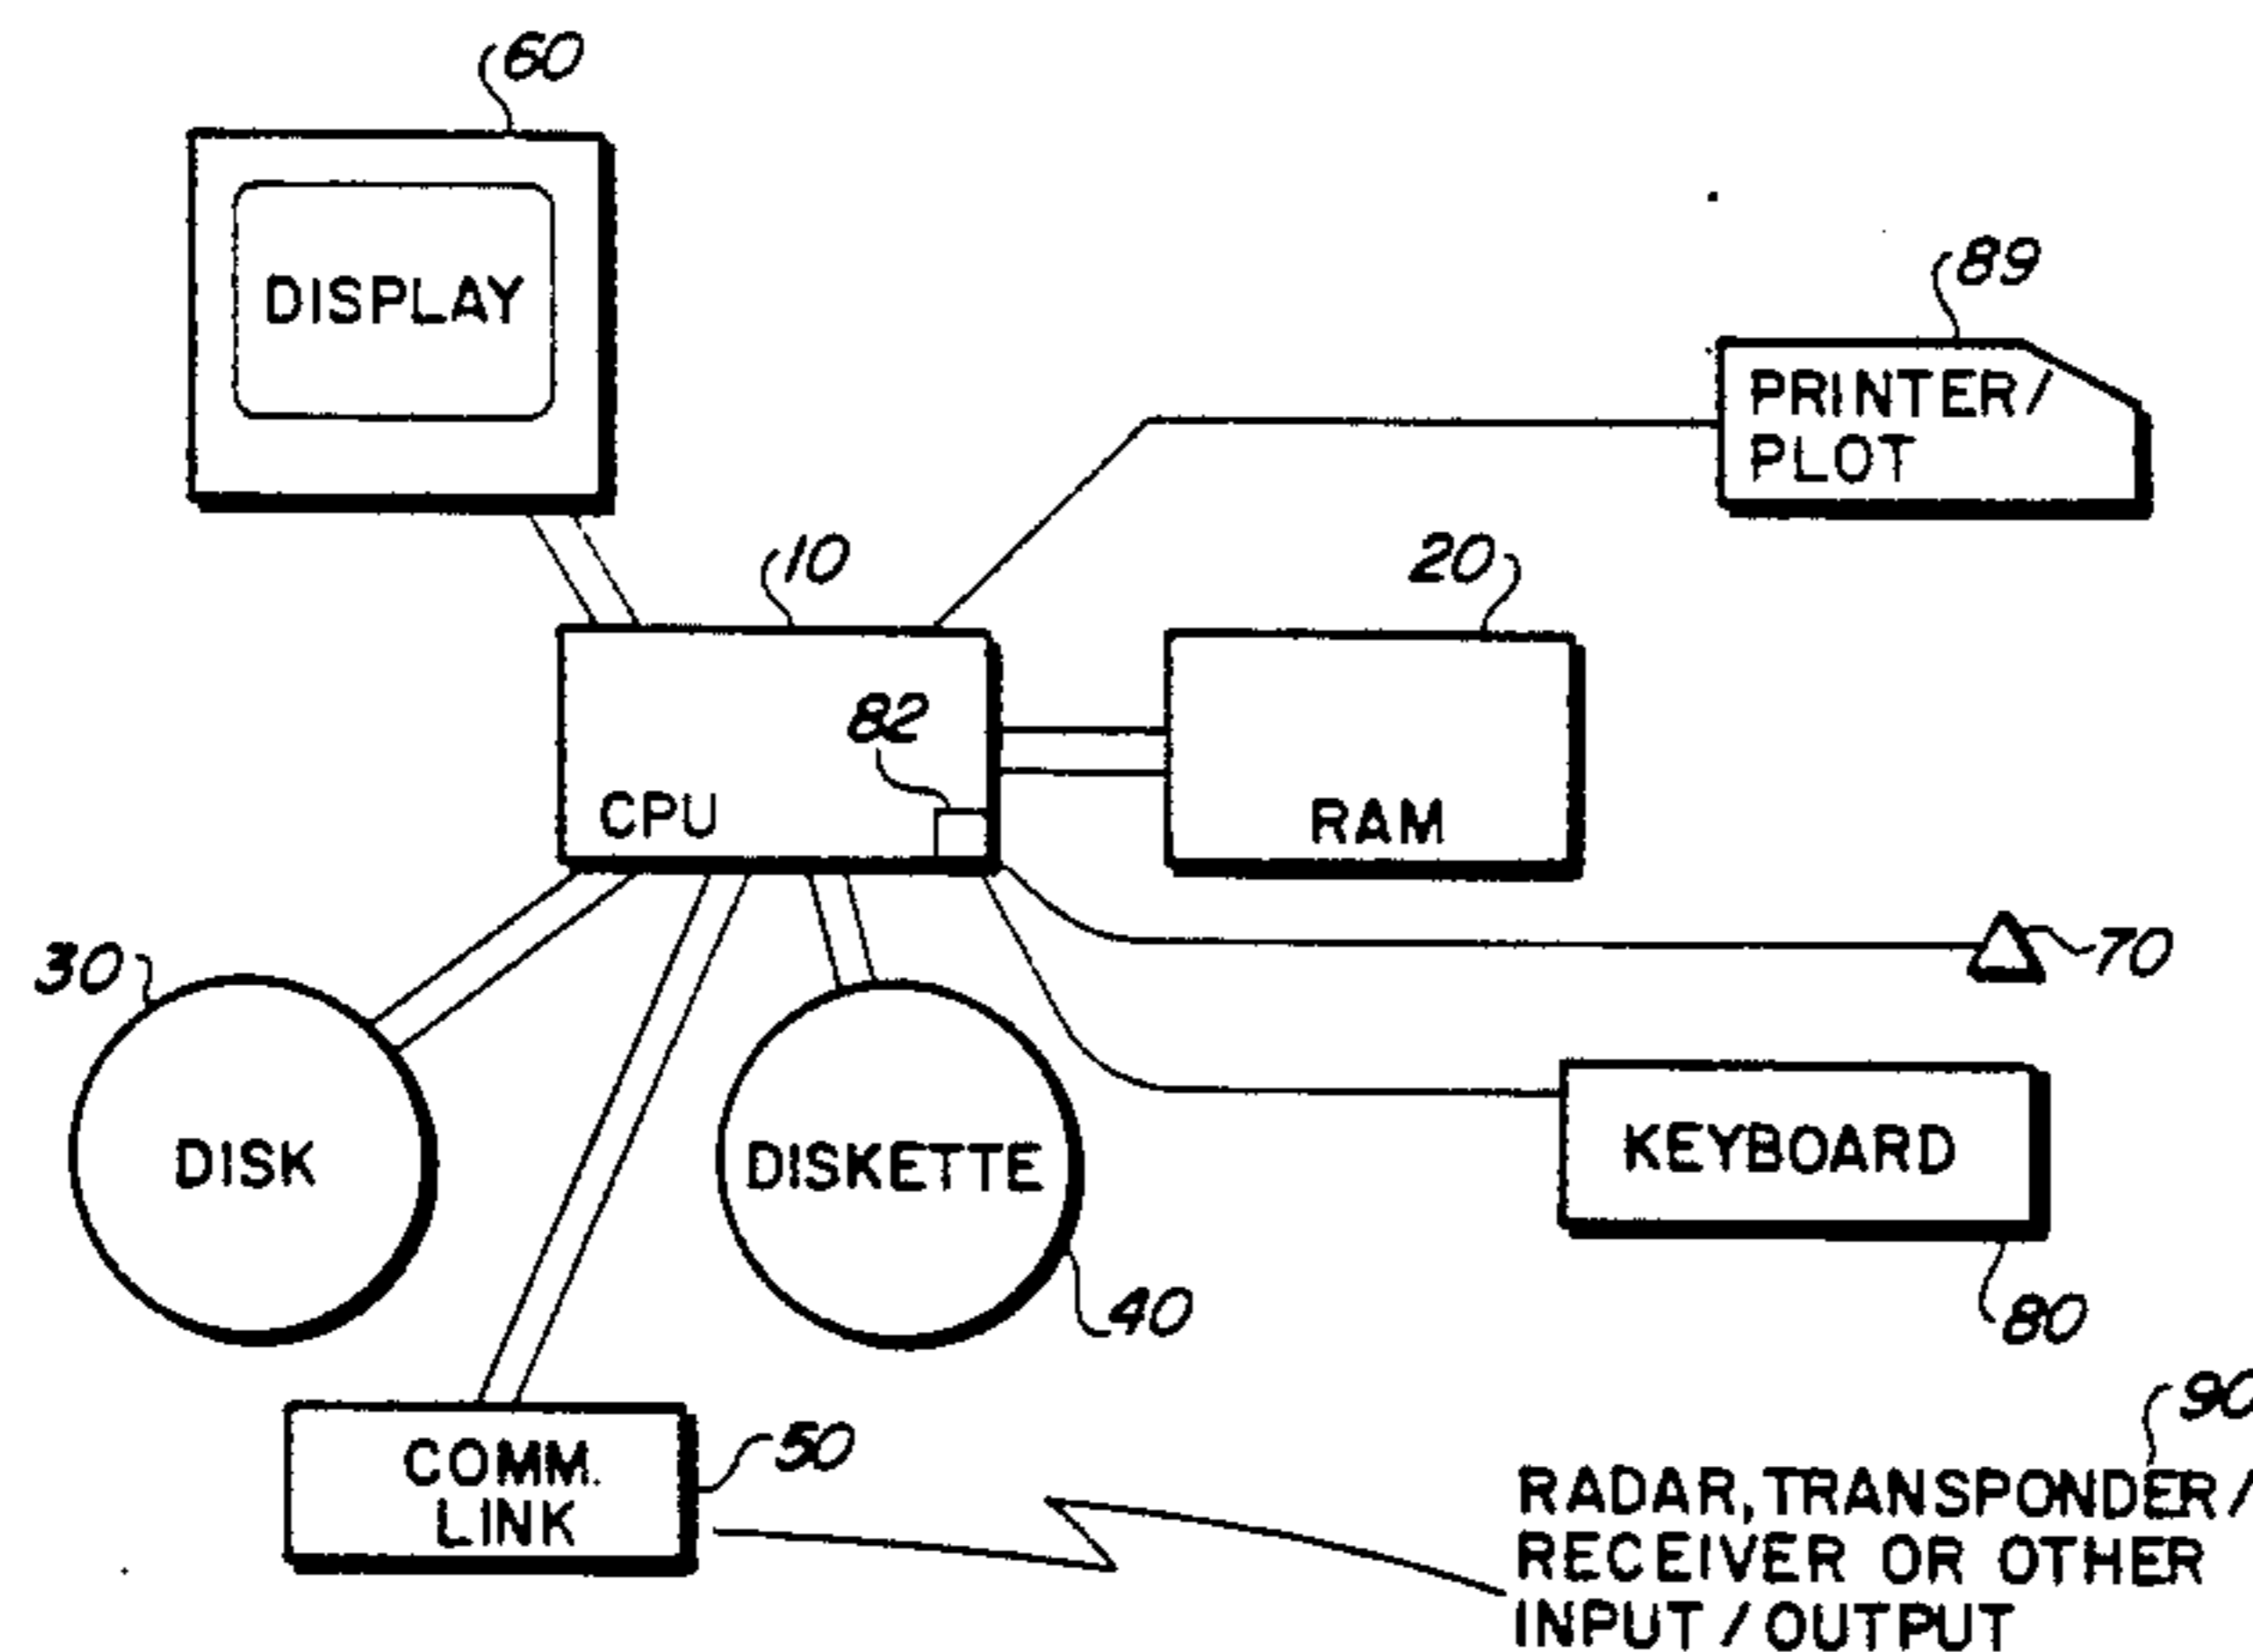 60
DISPLAY
89
PRINTER/
PLOT
10
20
82
CPU
RAM
30
70
DISK
DISKETTE
KEYBOARD
40
80
COMM.
LINK
50
90
RADAR, TRANSPONDER/
RECEIVER OR OTHER
INPUT / OUTPUT